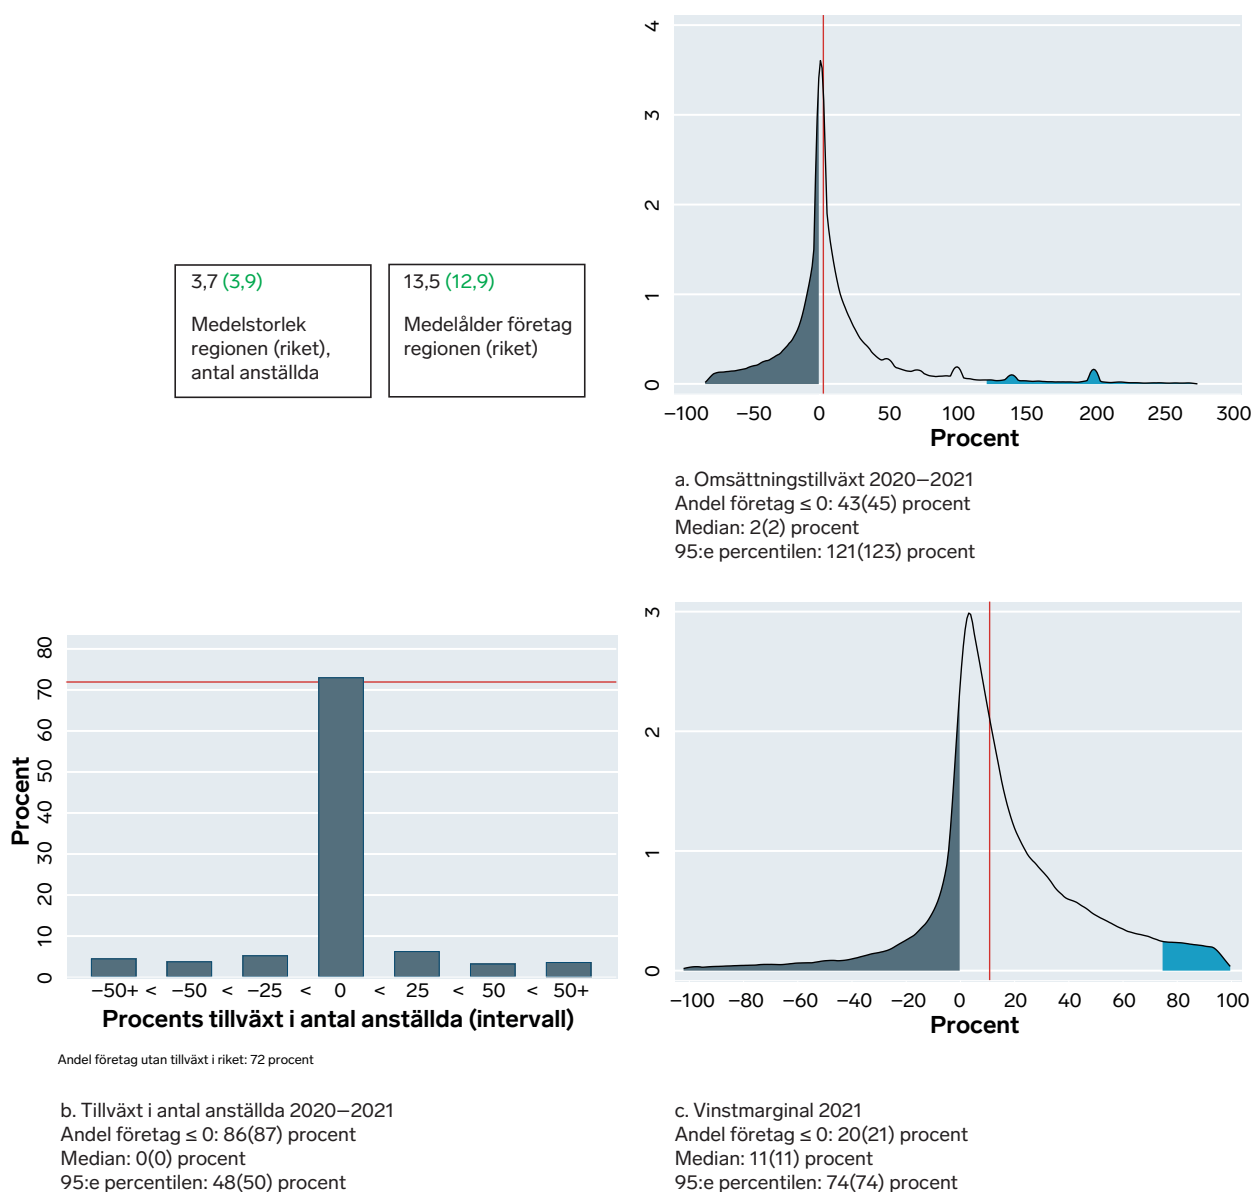 3,7 (3,9)
Medelstorlek
regionen (riket),
antal anställda
13,5 (12,9)
Medelålder företag
regionen (riket)
4
3
2
1
0
−100 −50 0 50 100 150 200 250 300
Procent
a. Omsättningstillväxt 2020–2021
Andel företag ≤ 0: 43(45) procent
Median: 2(2) procent
95:e percentilen: 121(123) procent
Procent
80
70
60
50
40
30
20
10
0
−50+ < −50 < −25 < 0 < 25 < 50 < 50+
Procents tillväxt i antal anställda (intervall)
Andel företag utan tillväxt i riket: 72 procent
b. Tillväxt i antal anställda 2020–2021
Andel företag ≤ 0: 86(87) procent
Median: 0(0) procent
95:e percentilen: 48(50) procent
3
2
1
0
−100 −80 −60 −40 −20 0 20 40 60 80 100
Procent
c. Vinstmarginal 2021
Andel företag ≤ 0: 20(21) procent
Median: 11(11) procent
95:e percentilen: 74(74) procent